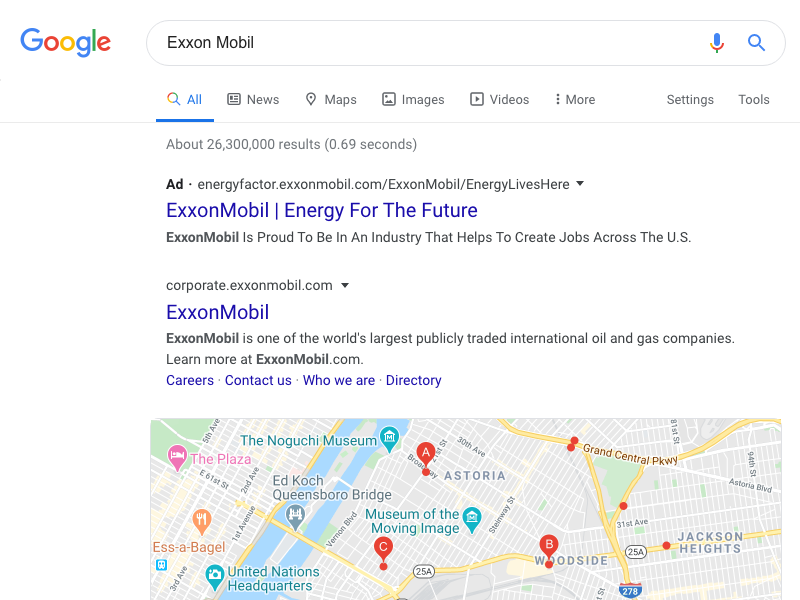 Google
Exxon Mobil
All News Maps Images Videos More Settings Tools
About 26,300,000 results (0.69 seconds)
Ad · energyfactor.exxonmobil.com/ExxonMobil/EnergyLivesHere
ExxonMobil | Energy For The Future
ExxonMobil Is Proud To Be In An Industry That Helps To Create Jobs Across The U.S.
corporate.exxonmobil.com
ExxonMobil
ExxonMobil is one of the world's largest publicly traded international oil and gas companies.
Learn more at ExxonMobil.com.
Careers · Contact us · Who we are · Directory
5th Ave
The Noguchi Museum
The Plaza
E 61st St
2nd Ave
A
30th Ave
ASTORIA
Grand Central Pkwy
81st St
94th St
Astoria Blvd
Ed Koch
Queensboro Bridge
1st Avenue
Vernon Blvd
Museum of the
Moving Image
Steinway St
31st Ave
Ess-a-Bagel
C
B
WOODSIDE
25A
JACKSON
HEIGHTS
3rd Ave
United Nations
Headquarters
25A
278